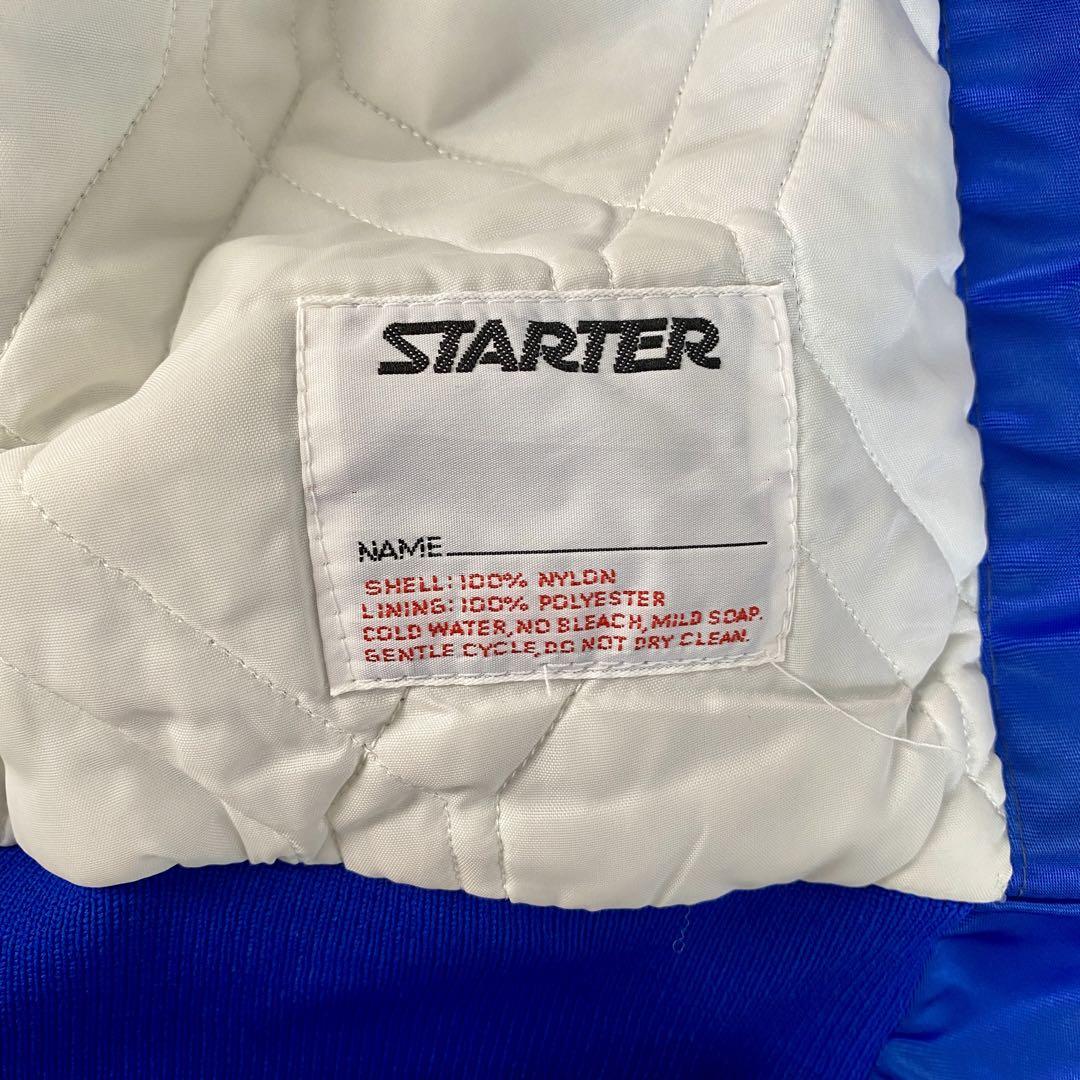 STARTER
NAME
SHELL: 100% NYLON
LINING: 100% POLYESTER
COLD WATER, NO BLEACH, MILD SOAP.
GENTLE CYCLE, DO NOT DRY CLEAN.